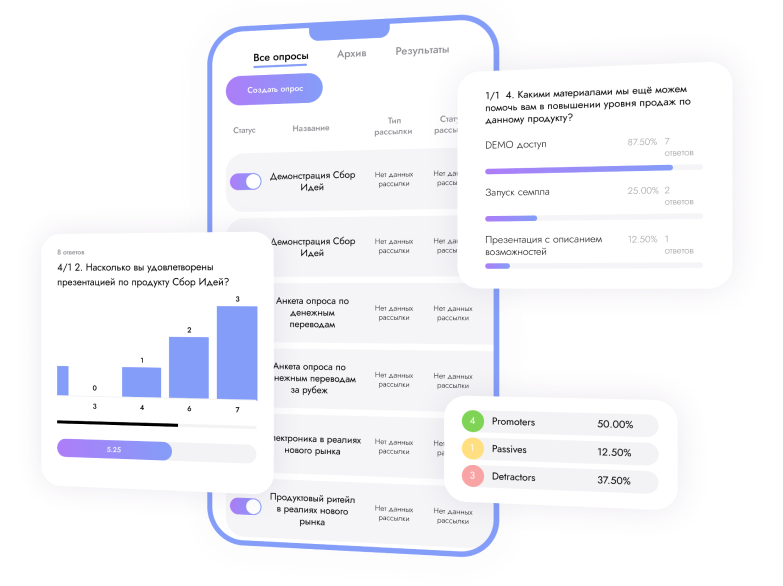 Все опросы
Архив
Результаты
Создать опрос
Статус
Название
Тип
рассылки
Демонстрация Сбор
Идей
Нет данных
рассылки
Нет данных
Демонстрация Сбор
Идей
Нет данных
рассылки
Нет данных
Анкета опроса по
денежным
переводам
Нет данных
рассылки
Нет данных
рассылки
Анкета опроса по
нежным переводам
за рубеж
Нет данных
рассылки
Нет данных
рассылки
лектроника в реалиях
нового рынка
Нет данных
рассылки
Нет данных
Продуктовый ритейл
в реалиях нового
рынка
Нет данных
рассылки
Нет данных
рассылки
1/1 4. Какими материалами мы ещё можем
помочь вам в повышении уровня продаж по
данному продукту?
DEMO доступ
87.50% 7
ответов
Запуск семпла
25.00% 2
ответов
Презентация с описанием
возможностей
12.50% 1
ответов
8 ответов
4/1 2. Насколько вы удовлетворены
презентацией по продукту Сбор Идей?
0
1
2
3
3
4
6
7
5.25
4 Promoters 50.00%
1 Passives 12.50%
3 Detractors 37.50%